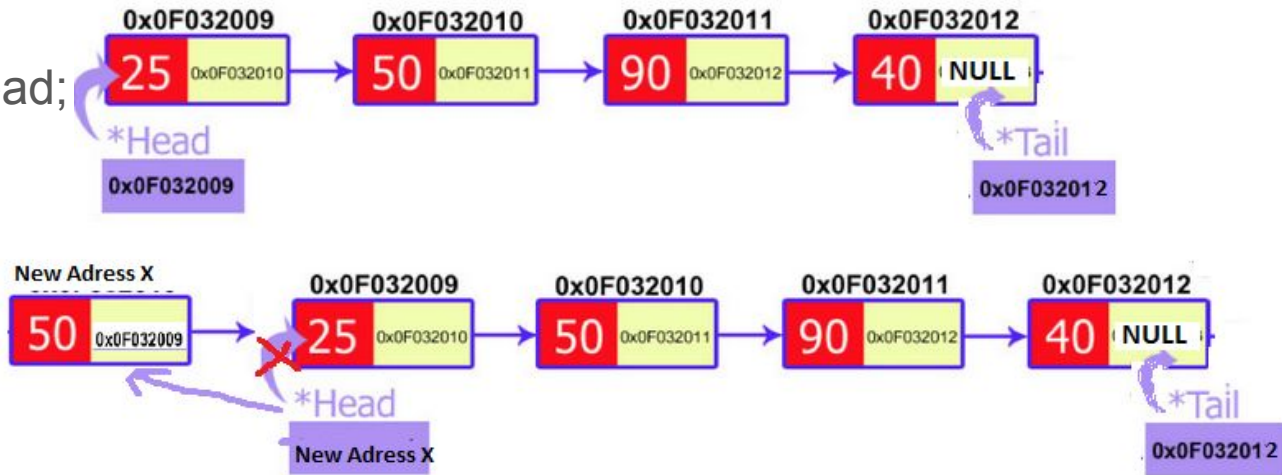 0x0F032009 0x0F032010 0x0F032011 0x0F032012
ad; 25 0x0F032010 50 0x0F032011 90 0x0F032012 40 NULL
*Head *Tail
0x0F032009 0x0F032012
New Adress X 0x0F032009 0x0F032010 0x0F032011 0x0F032012
50 0x0F032009 25 0x0F032010 50 0x0F032011 90 0x0F032012 40 NULL
*Head *Tail
New Adress X 0x0F032012